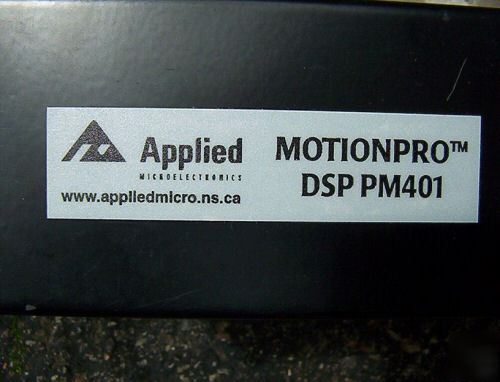 Applied
MICROELECTRONICS
www.appliedmicro.ns.ca
MOTIONPRO™
DSP PM401